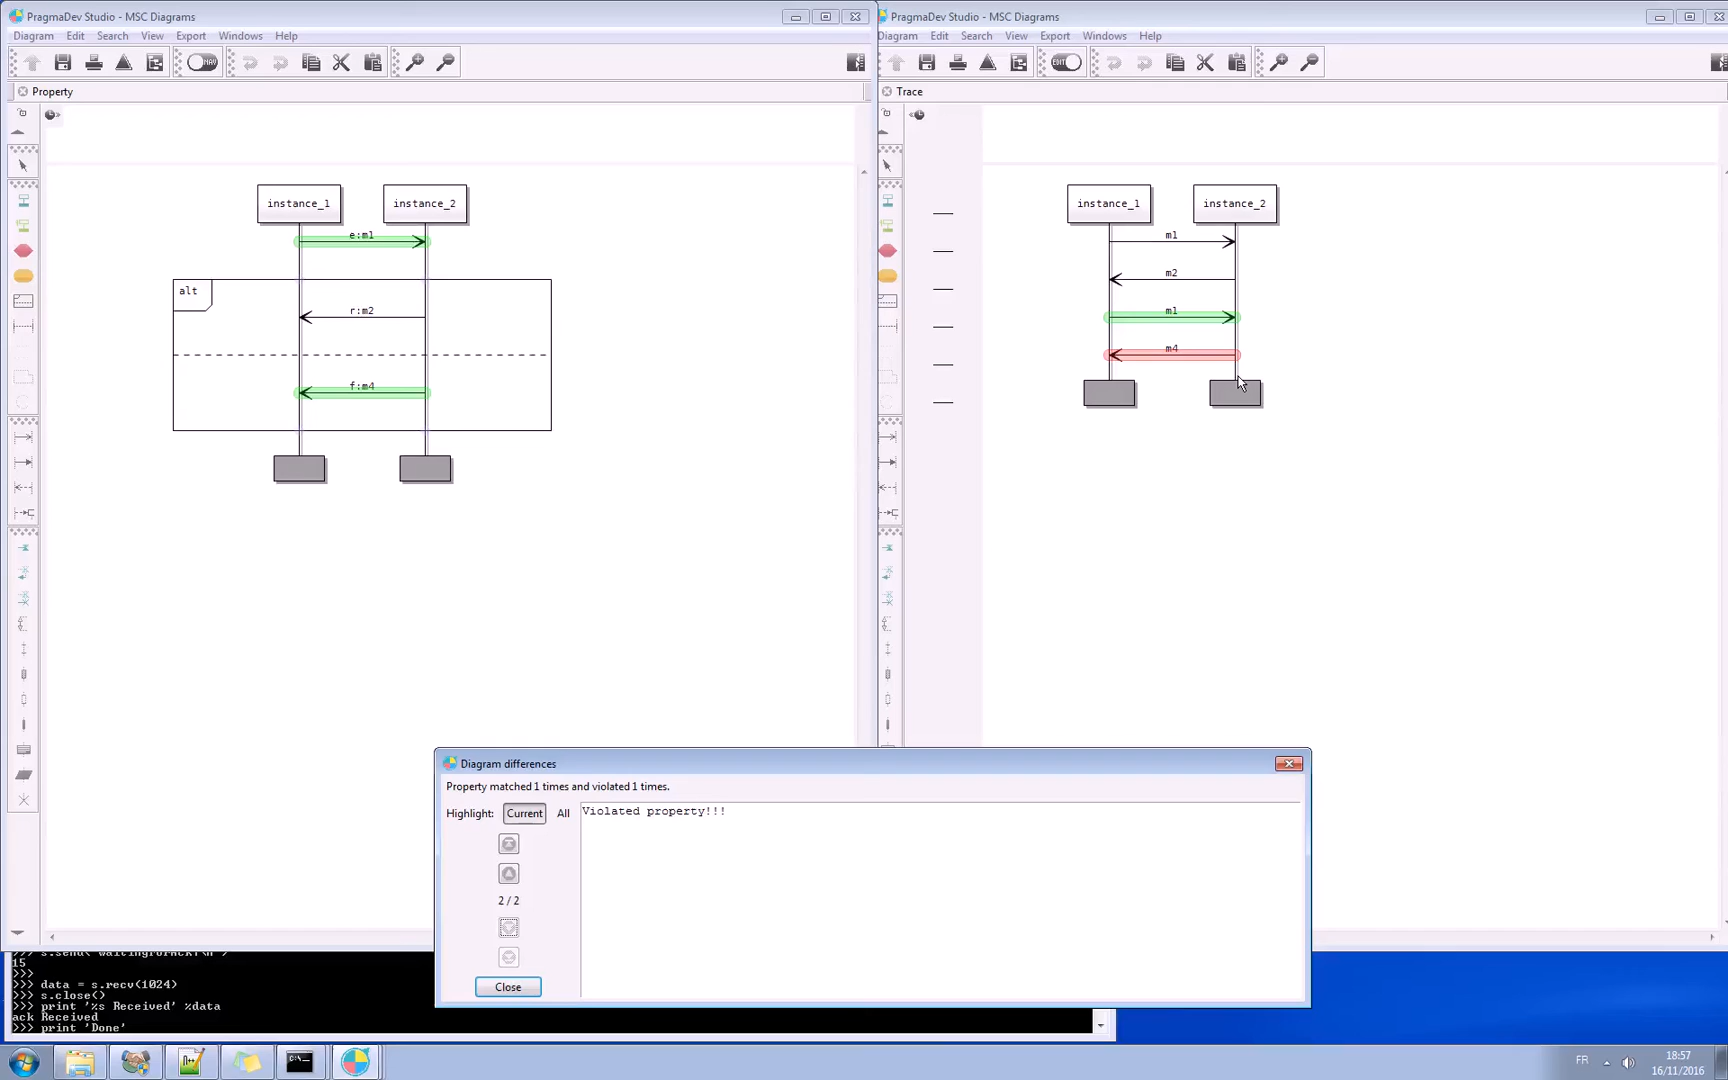 PragmaDev Studio - MSC Diagrams
Diagram Edit Search View Export Windows Help
Property
instance_1 instance_2
e:m1
alt
r:m2
f:m4
PragmaDev Studio - MSC Diagrams
Diagram Edit Search View Export Windows Help
Trace
instance_1 instance_2
m1
m2
m1
m4
Diagram differences
Property matched 1 times and violated 1 times.
Highlight: Current All
Violated property!!!
2 / 2
Close
15
>>>
>>> data = s.recv(1024)
>>> s.close()
>>> print '%s Received' %data
ack Received
>>> print 'Done'
FR
18:57
16/11/2016